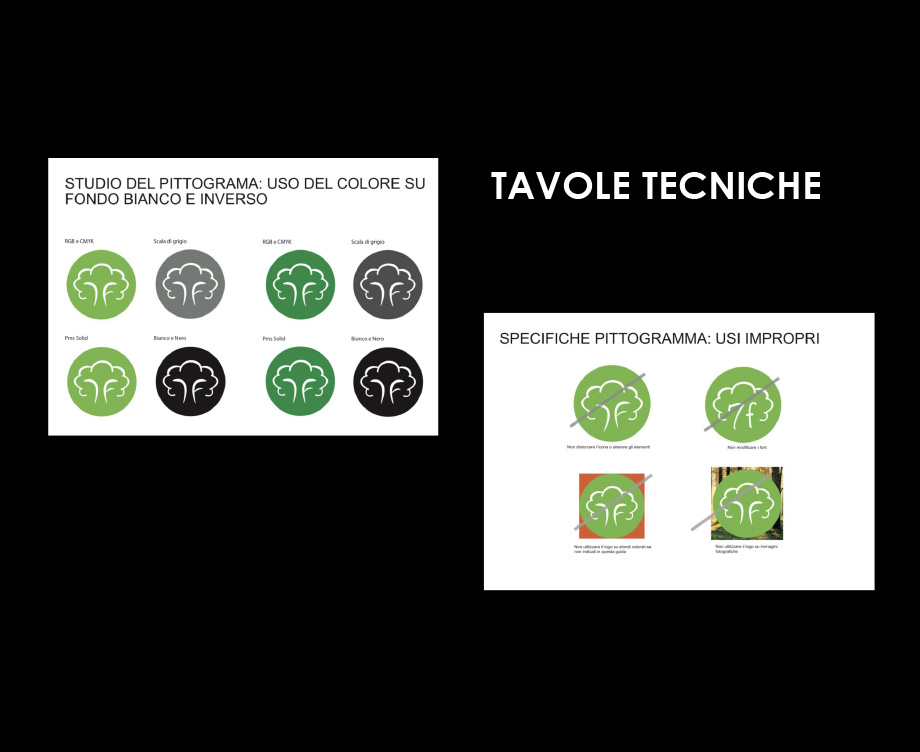 STUDIO DEL PITTOGRAMA: USO DEL COLORE SU
FONDO BIANCO E INVERSO
RGB e CMYK
Scala di grigio
RGB e CMYK
Scala di grigio
Pms Solid
Bianco e Nero
Pms Solid
Bianco e Nero
TAVOLE TECNICHE
SPECIFICHE PITTOGRAMMA: USI IMPROPRI
Non distorcere l'icona o alterare gli elementi
Non modificare i font
Non utilizzare il logo su sfondi colorati se
non indicati in questa guida
Non utilizzare il logo su immagini
fotografiche